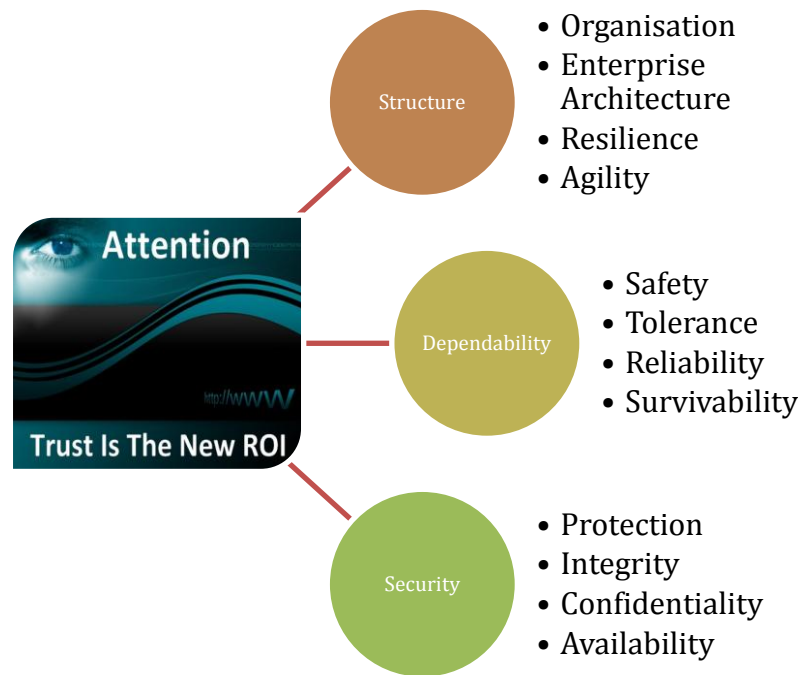 Attention
http://www
Trust Is The New ROI
Structure
• Organisation
• Enterprise
Architecture
• Resilience
• Agility
Dependability
• Safety
• Tolerance
• Reliability
• Survivability
Security
• Protection
• Integrity
• Confidentiality
• Availability